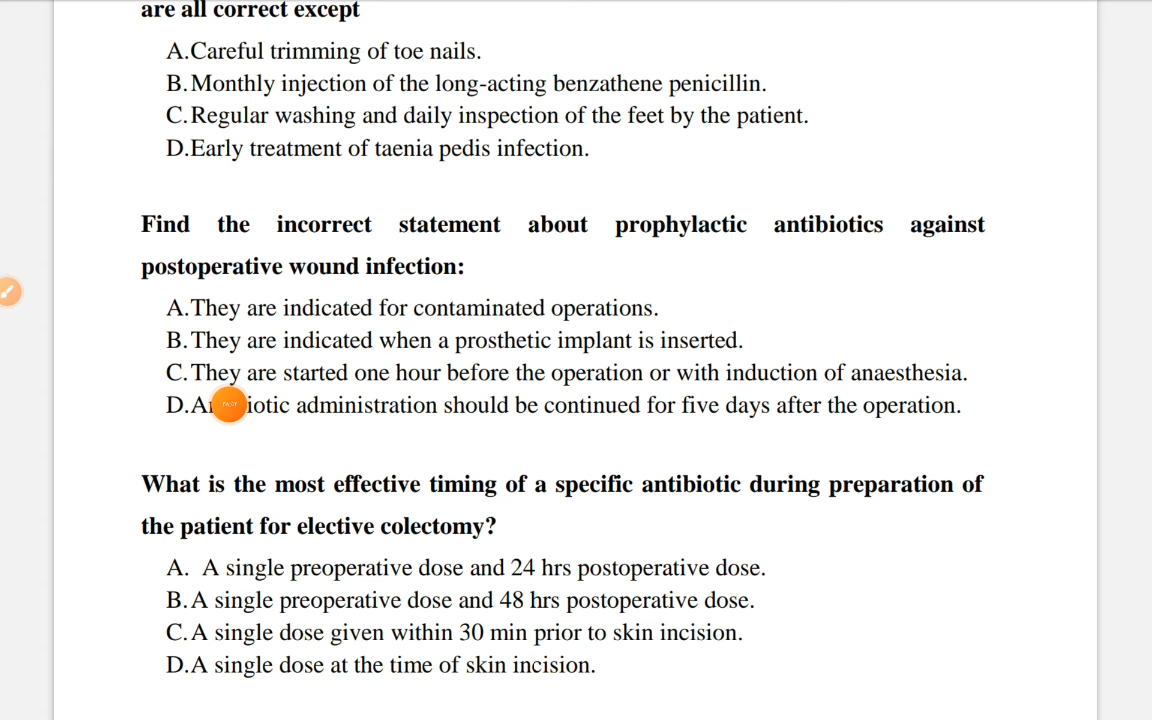 are all correct except
A.Careful trimming of toe nails.
B.Monthly injection of the long-acting benzathene penicillin.
C.Regular washing and daily inspection of the feet by the patient.
D.Early treatment of taenia pedis infection.
Find the incorrect statement about prophylactic antibiotics against
postoperative wound infection:
A.They are indicated for contaminated operations.
B.They are indicated when a prosthetic implant is inserted.
C.They are started one hour before the operation or with induction of anaesthesia.
D. administration should be continued for five days after the operation.
What is the most effective timing of a specific antibiotic during preparation of
the patient for elective colectomy?
A. A single preoperative dose and 24 hrs postoperative dose.
B.A single preoperative dose and 48 hrs postoperative dose.
C.A single dose given within 30 min prior to skin incision.
D.A single dose at the time of skin incision.